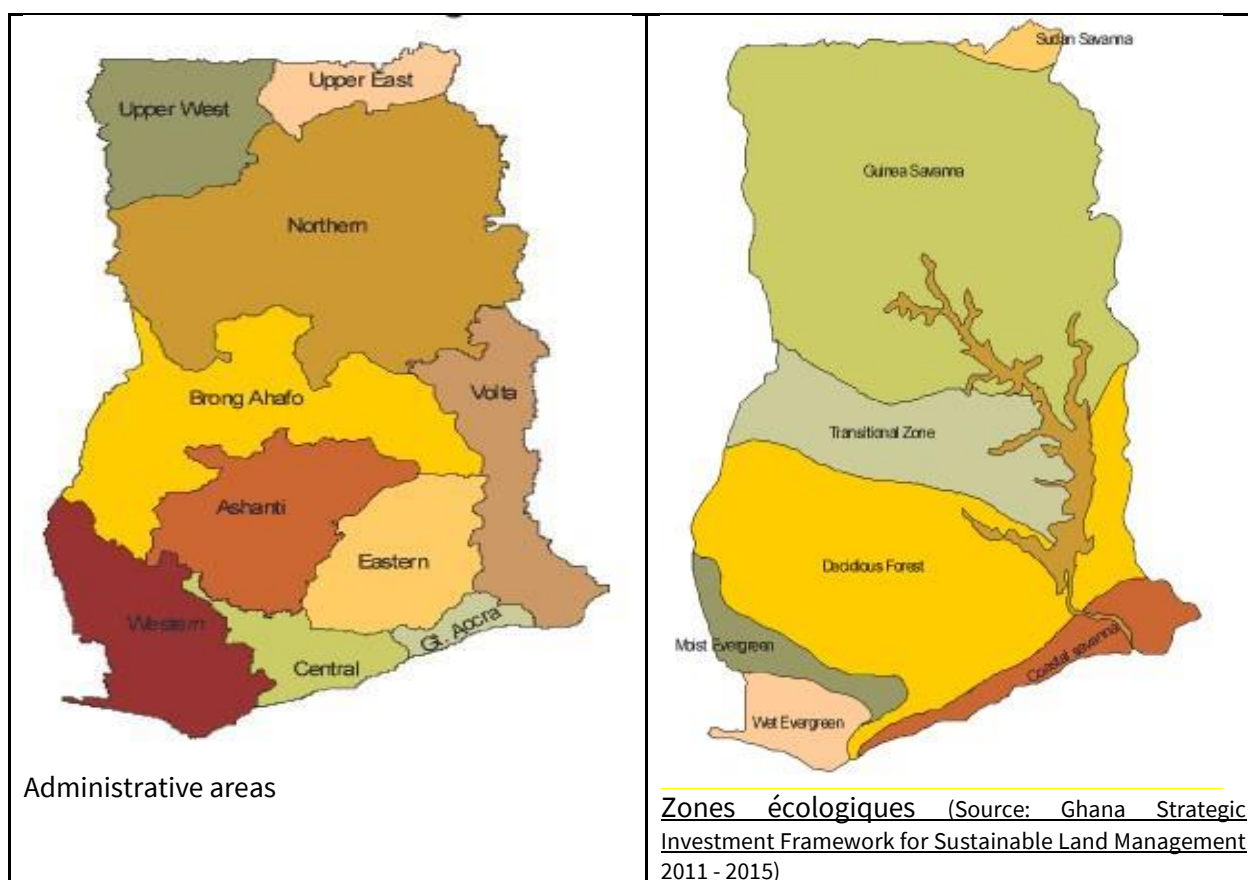 Upper East
Upper West
Northern
Brong Ahafo
Volta
Ashanti
Eastern
Western
Gt. Accra
Central
Administrative areas
Sudan Savanna
Guinea Savanna
Transitional Zone
Decidious Forest
Moist Evergreen
Coastal savanna
Wet Evergreen
Zones écologiques (Source: Ghana Strategic
Investment Framework for Sustainable Land Management
2011 - 2015)